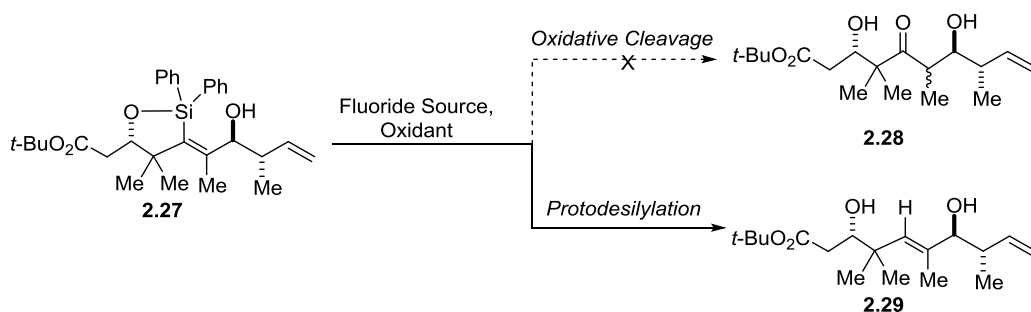 Ph
Ph
O
Si
OH
t-BuO2C
Me
Me
Me
Me
2.27
Fluoride Source,
Oxidant
Oxidative Cleavage
X
Protodesilylation
OH
O
OH
t-BuO2C
Me
Me
Me
Me
2.28
OH
H
OH
t-BuO2C
Me
Me
Me
Me
2.29